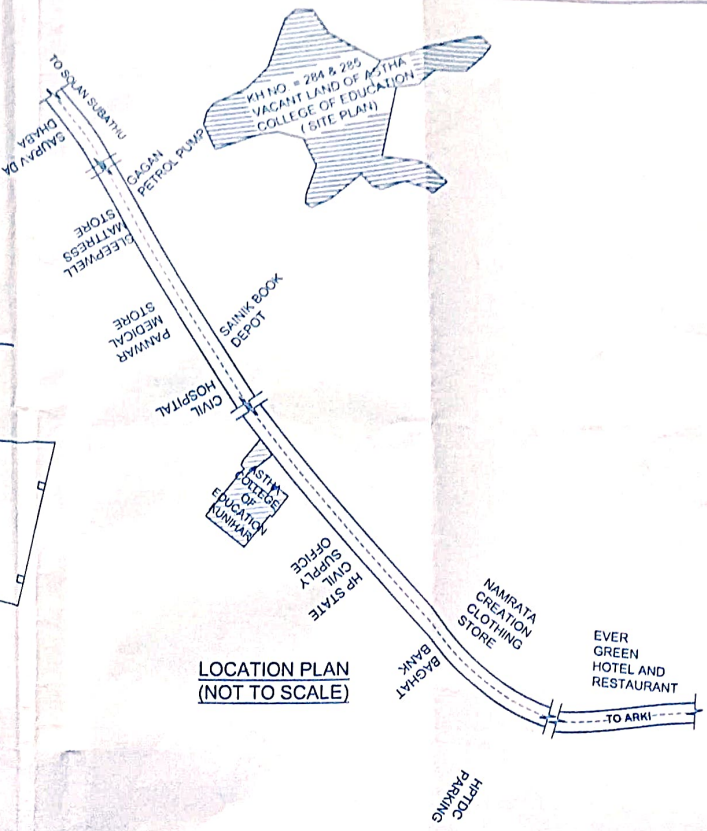 TO SOLAN SUBATHU
SAURAV DA
DHABA
KH NO. = 284 & 285
VACANT LAND OF ASTHA
COLLEGE OF EDUCATION
( SITE PLAN)
GAGAN
PETROL PUMP
SLEEPWELL
MATTRESS
STORE
PANWAR
MEDICAL
STORE
SAINIK BOOK
DEPOT
CIVIL
HOSPITAL
ASTHA
COLLEGE
OF
EDUCATION
KUNIHAR
HP STATE
CIVIL
SUPPLY
OFFICE
NAMRATA
CREATION
CLOTHING
STORE
BAGHAT
BANK
EVER
GREEN
HOTEL AND
RESTAURANT
TO ARKI
LOCATION PLAN
(NOT TO SCALE)
HPTDC
PARKING